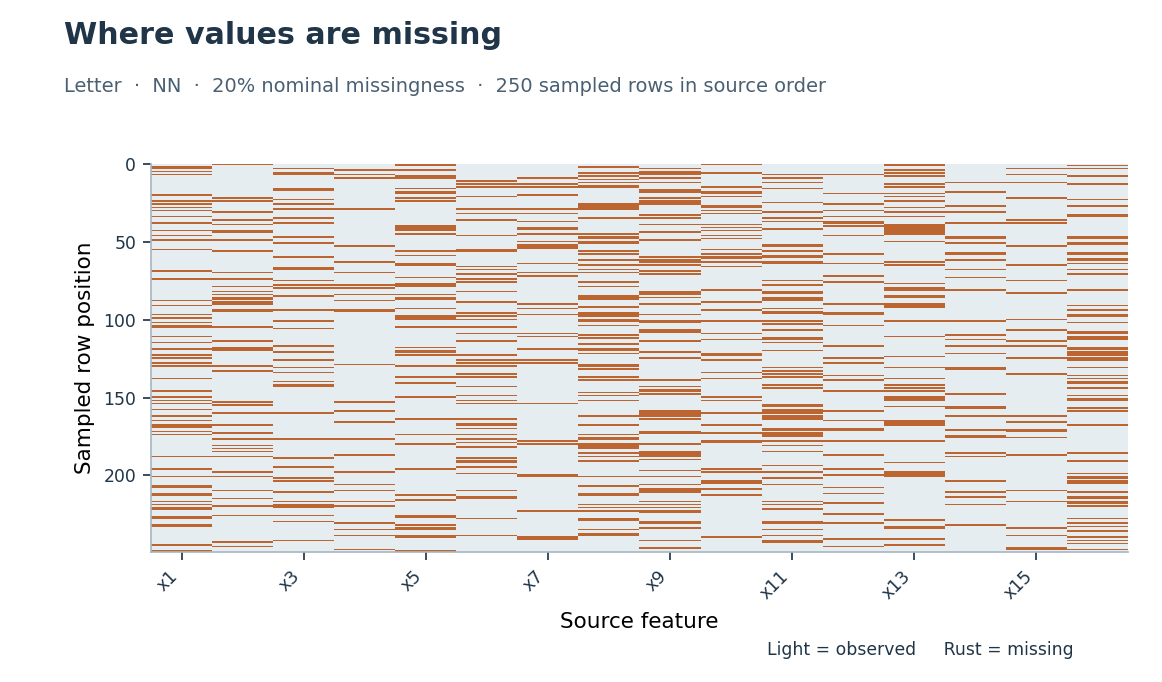 Where values are missing
Letter · NN · 20% nominal missingness · 250 sampled rows in source order
Sampled row position
0
50
100
150
200
x1
x3
x5
x7
x9
x11
x13
x15
Source feature
Light = observed Rust = missing